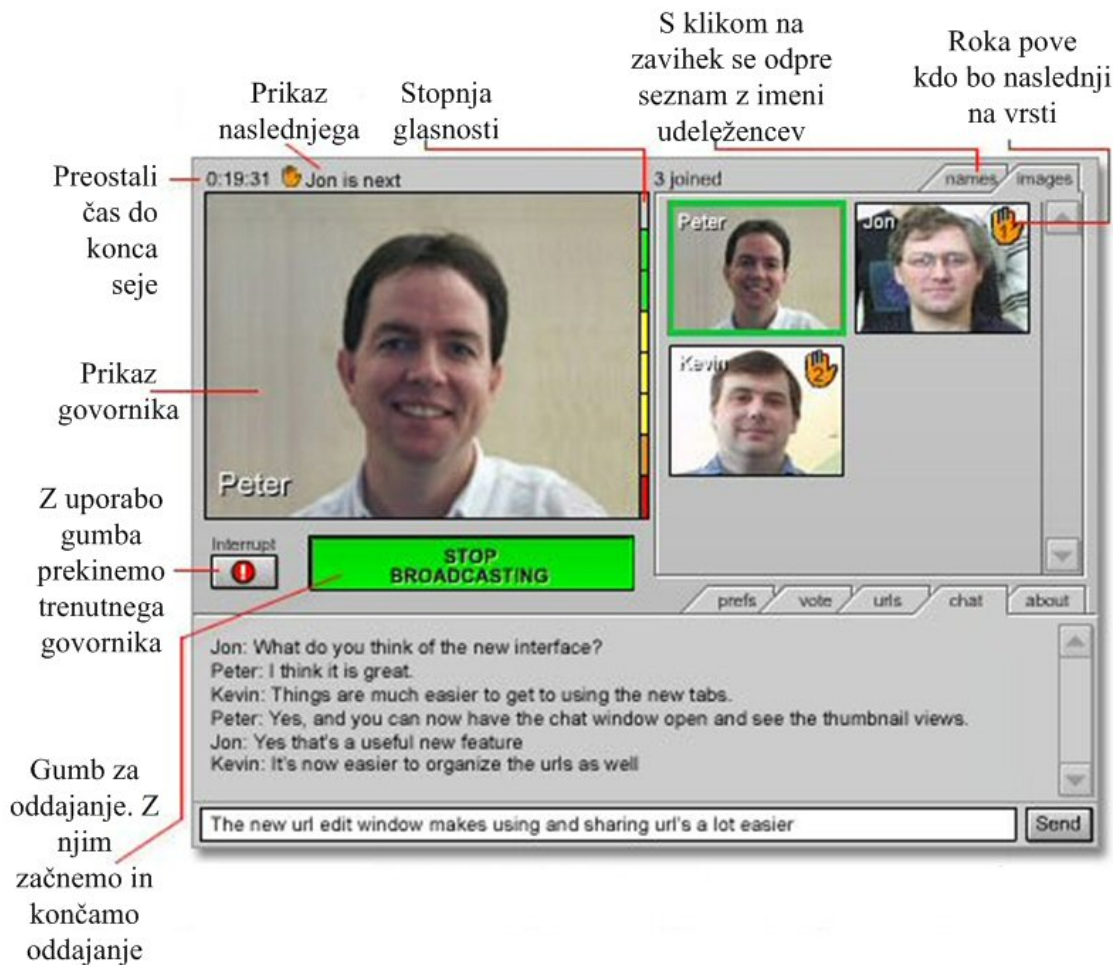 S klikom na
zavihek se odpre
seznam z imeni
udeležencev
Roka pove
kdo bo naslednji
na vrsti
Prikaz
naslednjega
Stopnja
glasnosti
Preostali
čas do
konca
seje
0:19:31 Jon is next
3 joined
names
images
Peter
Jon
1
Kevin
2
Prikaz
govornika
Peter
Z uporabo
gumba
prekinemo
trenutnega
govornika
Interrupt
STOP
BROADCASTING
prefs
vote
urls
chat
about
Jon: What do you think of the new interface?
Peter: I think it is great.
Kevin: Things are much easier to get to using the new tabs.
Peter: Yes, and you can now have the chat window open and see the thumbnail views.
Jon: Yes that's a useful new feature
Kevin: It's now easier to organize the urls as well
Gumb za
oddajanje. Z
njim
začnemo in
končamo
oddajanje
The new url edit window makes using and sharing url's a lot easier
Send